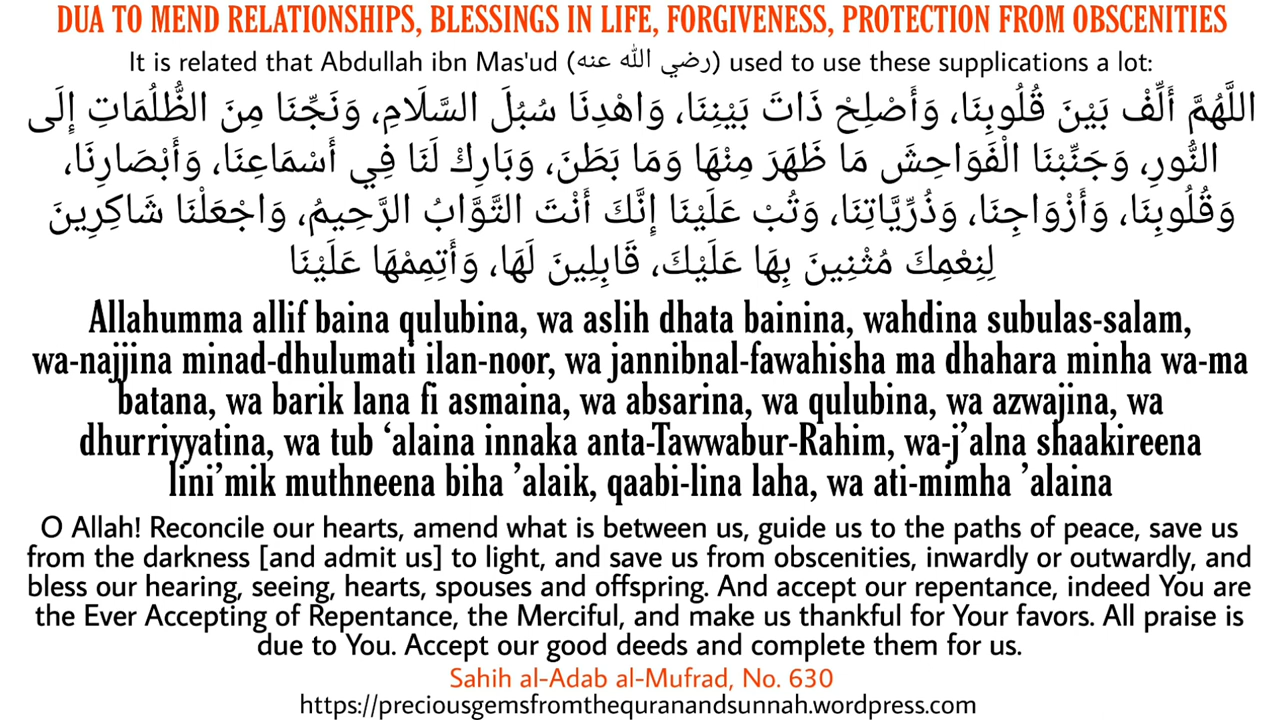 DUA TO MEND RELATIONSHIPS, BLESSINGS IN LIFE, FORGIVENESS, PROTECTION FROM OBSCENITIES
It is related that Abdullah ibn Mas'ud (رضي الله عنه) used to use these supplications a lot:
اللَّهُمَّ أَلِّفْ بَيْنَ قُلُوبِنَا، وَأَصْلِحْ ذَاتَ بَيْنِنَا، وَاهْدِنَا سُبُلَ السَّلَامِ، وَنَجِّنَا مِنَ الظُّلُمَاتِ إِلَى
النُّورِ، وَجَنِّبْنَا الْفَوَاحِشَ مَا ظَهَرَ مِنْهَا وَمَا بَطَنَ، وَبَارِكْ لَنَا فِي أَسْمَاعِنَا، وَأَبْصَارِنَا،
وَقُلُوبِنَا، وَأَزْوَاجِنَا، وَذُرِّيَّاتِنَا، وَتُبْ عَلَيْنَا إِنَّكَ أَنْتَ التَّوَّابُ الرَّحِيمُ، وَاجْعَلْنَا شَاكِرِينَ
لِنِعْمِكَ مُثْنِينَ بِهَا عَلَيْكَ، قَابِلِينَ لَهَا، وَأَتِمِمْهَا عَلَيْنَا
Allahumma allif baina qulubina, wa aslih dhata bainina, wahdina subulas-salam,
wa-najjina minad-dhulumati ilan-noor, wa jannibnal-fawahisha ma dhahara minha wa-ma
batana, wa barik lana fi asmaina, wa absarina, wa qulubina, wa azwajina, wa
dhurriyyatina, wa tub ‘alaina innaka anta-Tawwabur-Rahim, wa-j’alna shaakireena
lini’mik muthneena biha ’alaik, qaabi-lina laha, wa ati-mimha ’alaina
O Allah! Reconcile our hearts, amend what is between us, guide us to the paths of peace, save us
from the darkness [and admit us] to light, and save us from obscenities, inwardly or outwardly, and
bless our hearing, seeing, hearts, spouses and offspring. And accept our repentance, indeed You are
the Ever Accepting of Repentance, the Merciful, and make us thankful for Your favors. All praise is
due to You. Accept our good deeds and complete them for us.
Sahih al-Adab al-Mufrad, No. 630
https://preciousgemsfromthequranandsunnah.wordpress.com